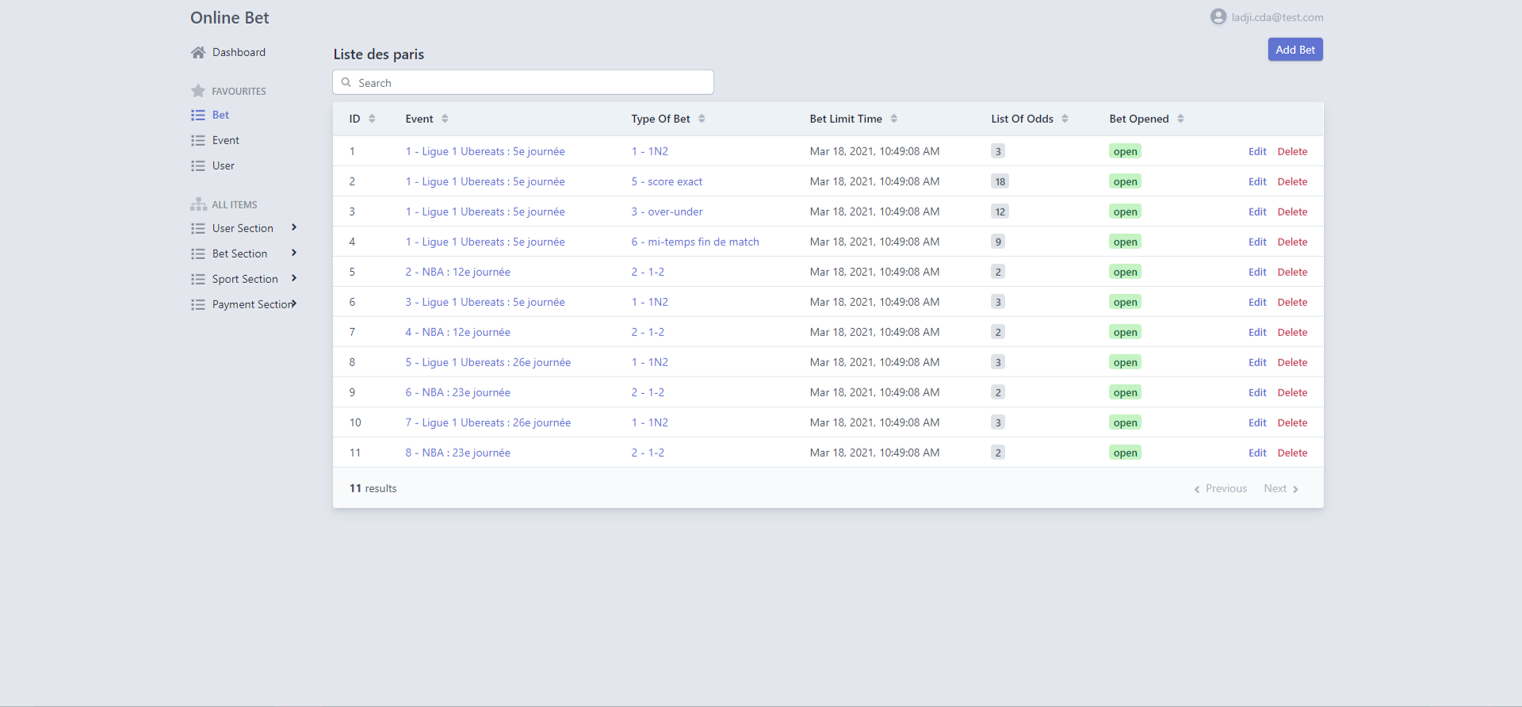 Online Bet
ladji.cda@test.com
Dashboard
FAVOURITES
Bet
Event
User
ALL ITEMS
User Section
Bet Section
Sport Section
Payment Section
Liste des paris
Add Bet
Search
ID Event Type Of Bet Bet Limit Time List Of Odds Bet Opened
1 1 - Ligue 1 Ubereats : 5e journée 1 - 1N2 Mar 18, 2021, 10:49:08 AM 3 open Edit Delete
2 1 - Ligue 1 Ubereats : 5e journée 5 - score exact Mar 18, 2021, 10:49:08 AM 18 open Edit Delete
3 1 - Ligue 1 Ubereats : 5e journée 3 - over-under Mar 18, 2021, 10:49:08 AM 12 open Edit Delete
4 1 - Ligue 1 Ubereats : 5e journée 6 - mi-temps fin de match Mar 18, 2021, 10:49:08 AM 9 open Edit Delete
5 2 - NBA : 12e journée 2 - 1-2 Mar 18, 2021, 10:49:08 AM 2 open Edit Delete
6 3 - Ligue 1 Ubereats : 5e journée 1 - 1N2 Mar 18, 2021, 10:49:08 AM 3 open Edit Delete
7 4 - NBA : 12e journée 2 - 1-2 Mar 18, 2021, 10:49:08 AM 2 open Edit Delete
8 5 - Ligue 1 Ubereats : 26e journée 1 - 1N2 Mar 18, 2021, 10:49:08 AM 3 open Edit Delete
9 6 - NBA : 23e journée 2 - 1-2 Mar 18, 2021, 10:49:08 AM 2 open Edit Delete
10 7 - Ligue 1 Ubereats : 26e journée 1 - 1N2 Mar 18, 2021, 10:49:08 AM 3 open Edit Delete
11 8 - NBA : 23e journée 2 - 1-2 Mar 18, 2021, 10:49:08 AM 2 open Edit Delete
11 results Previous Next